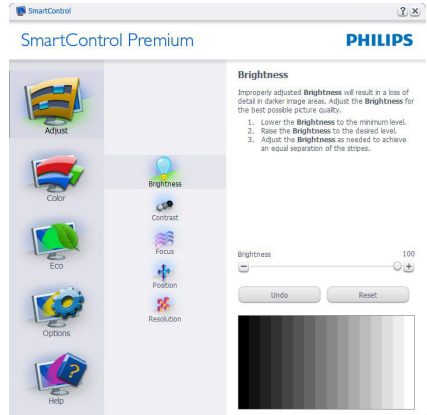 SmartControl
SmartControl Premium
PHILIPS
Adjust
Color
Eco
Options
Help
Brightness
Contrast
Focus
Position
Resolution
Brightness
Improperly adjusted Brightness will result in a loss of
detail in darker image areas. Adjust the Brightness for
the best possible picture quality.
1. Lower the Brightness to the minimum level.
2. Raise the Brightness to the desired level.
3. Adjust the Brightness as needed to achieve
an equal separation of the stripes.
Brightness 100
Undo Reset